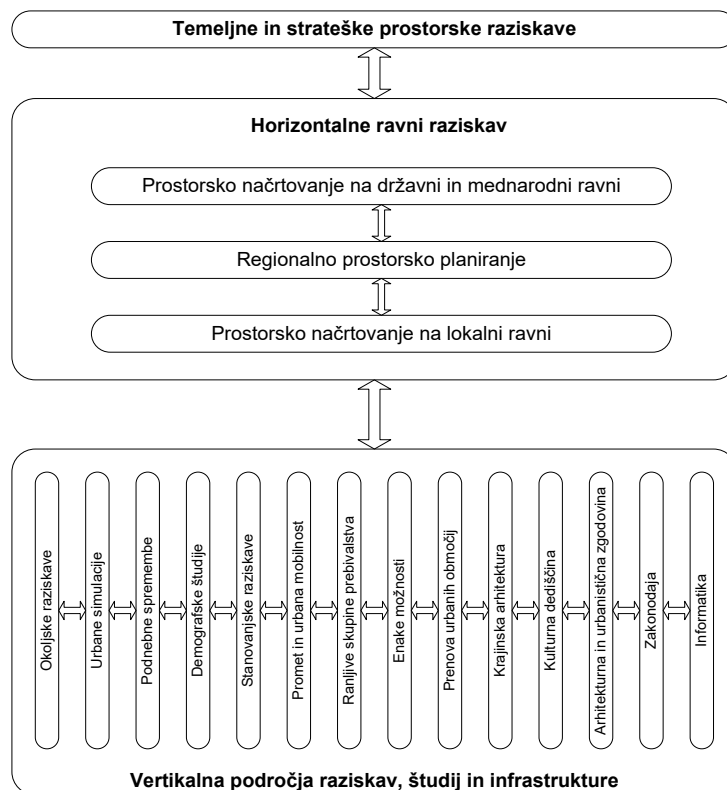 Temeljne in strateške prostorske raziskave
Horizontalne ravni raziskav
Prostorsko načrtovanje na državni in mednarodni ravni
Regionalno prostorsko planiranje
Prostorsko načrtovanje na lokalni ravni
Okoljske raziskave
Urbane simulacije
Podnebne spremembe
Demografske študije
Stanovanjske raziskave
Promet in urbana mobilnost
Ranljive skupine prebivalstva
Enake možnosti
Prenova urbanih območij
Krajinska arhitektura
Kulturna dediščina
Arhitekturna in urbanistična zgodovina
Zakonodaja
Informatika
Vertikalna področja raziskav, študij in infrastrukture